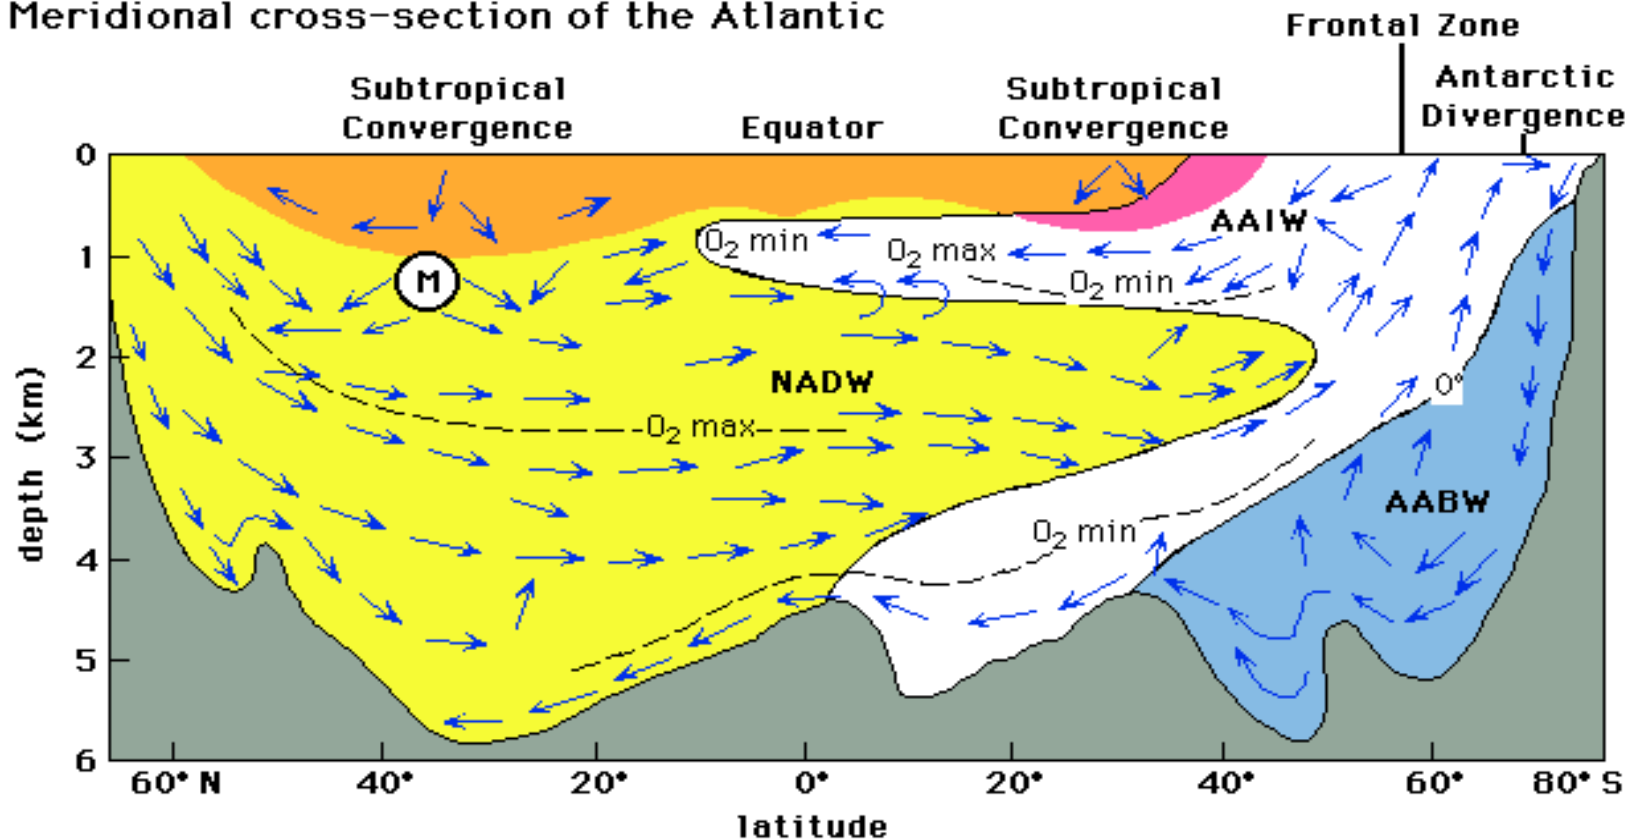 Meridional cross-section of the Atlantic
Frontal Zone
Antarctic
Divergence
Subtropical
Convergence
Equator
Subtropical
Convergence
0
1
2
3
4
5
6
depth (km)
AAIW
O2 min
O2 max
O2 min
M
NADW
O2 max
0°
AABW
O2 min
60° N
40°
20°
0°
20°
40°
60°
80° S
latitude